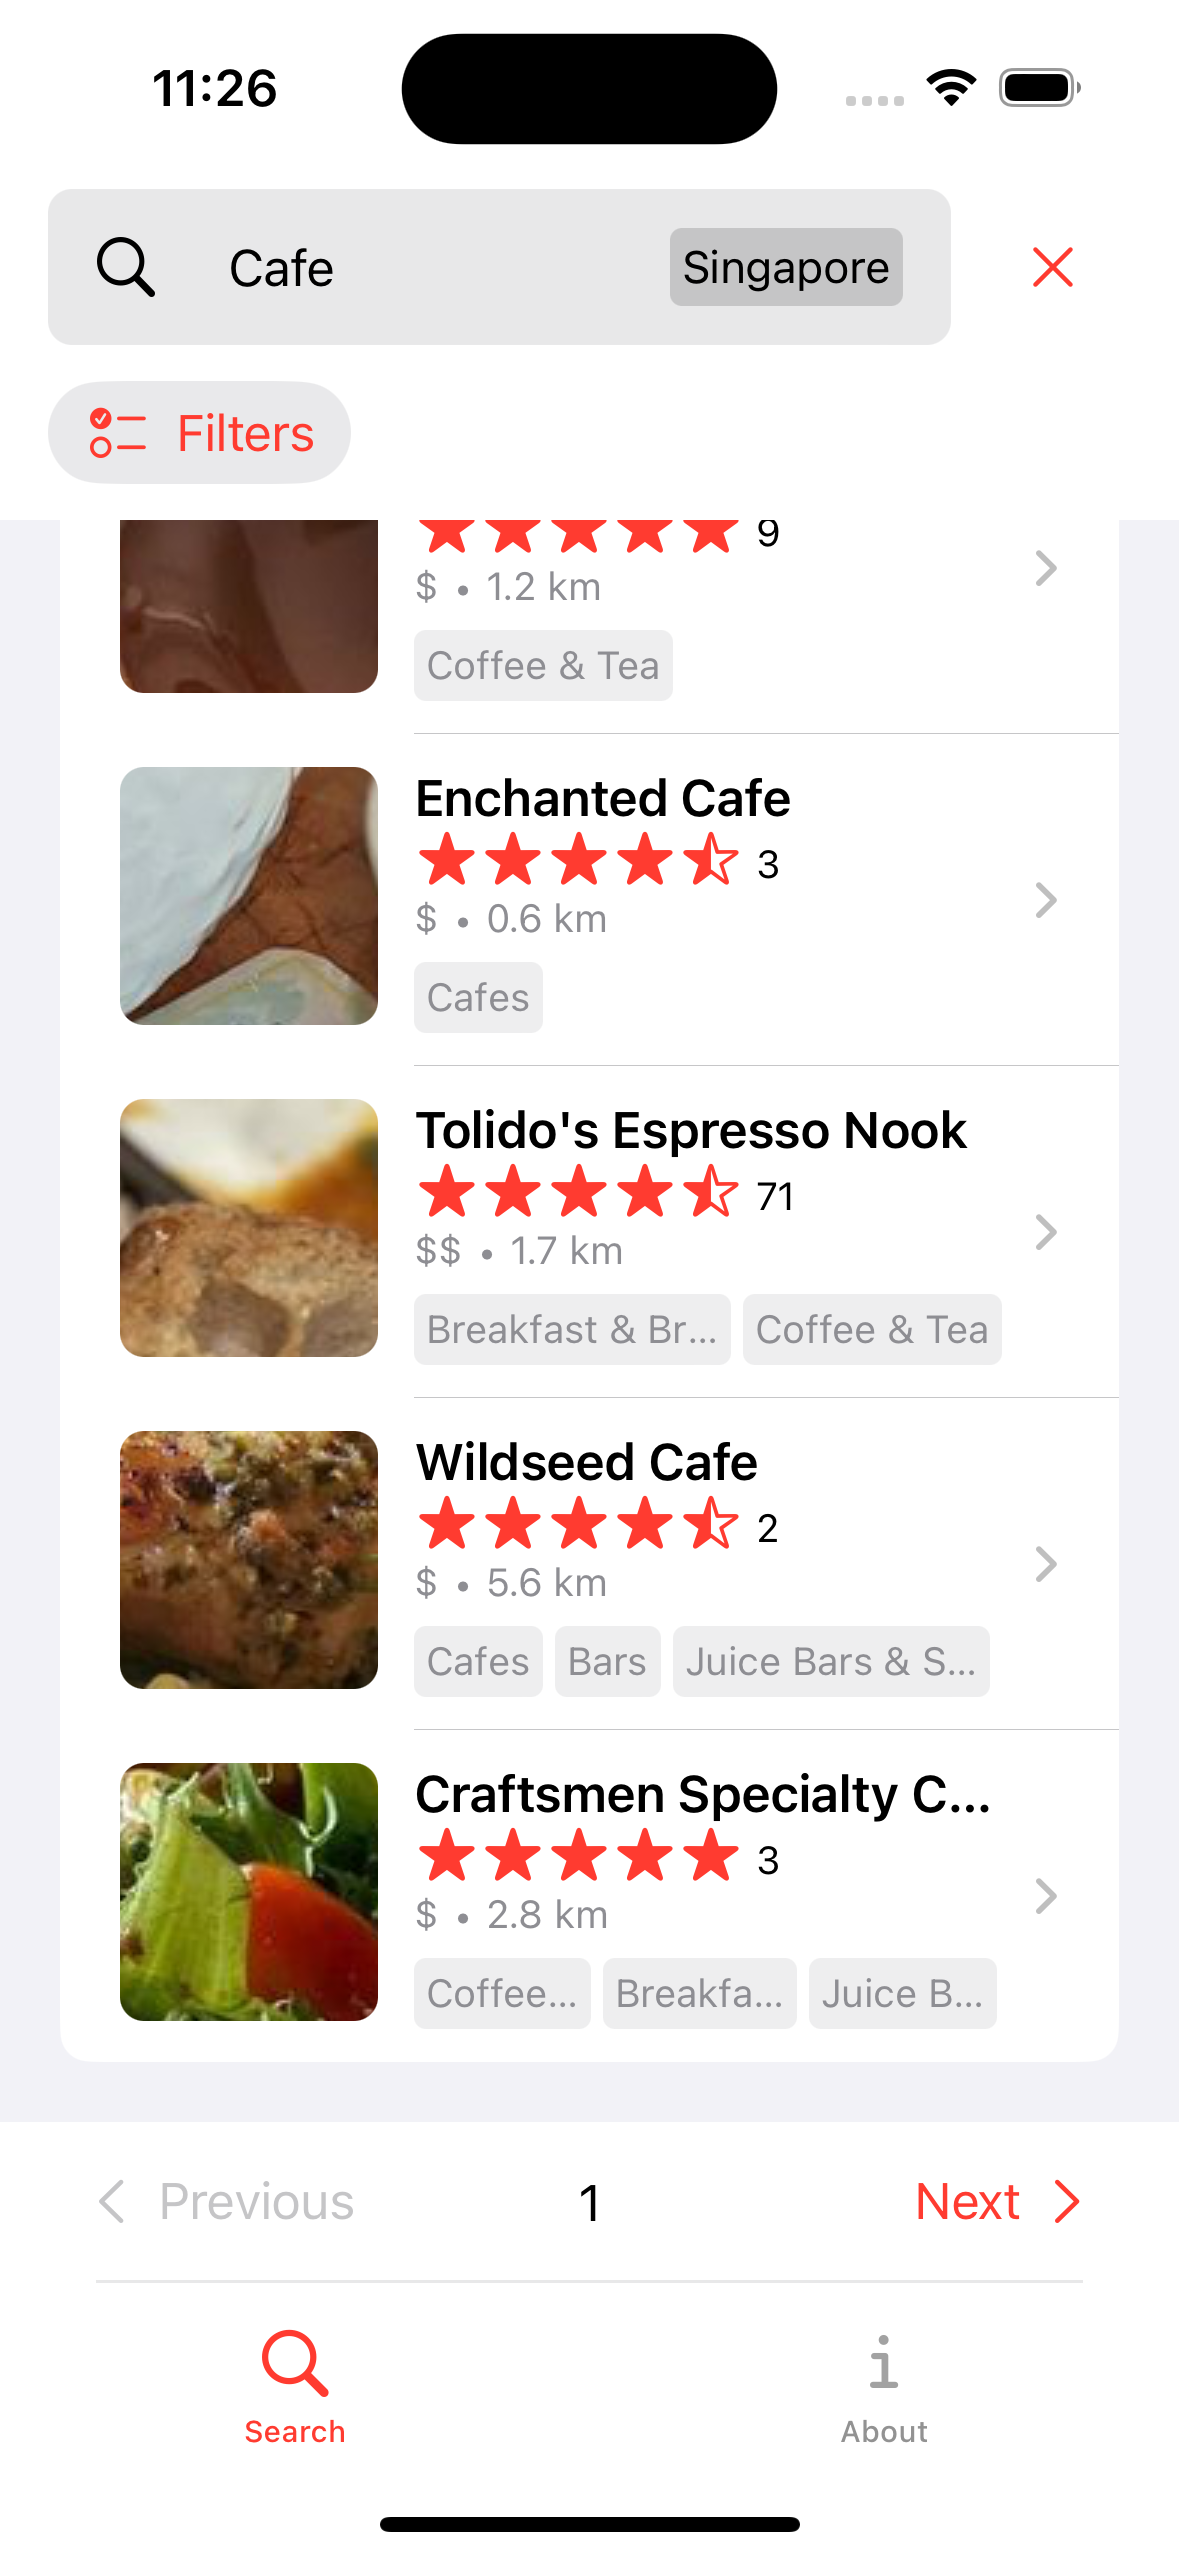 11:26
Cafe
Singapore
Filters
9
$ • 1.2 km
Coffee & Tea
Enchanted Cafe
3
$ • 0.6 km
Cafes
Tolido's Espresso Nook
71
$$ • 1.7 km
Breakfast & Br... Coffee & Tea
Wildseed Cafe
2
$ • 5.6 km
Cafes Bars Juice Bars & S...
Craftsmen Specialty C...
3
$ • 2.8 km
Coffee... Breakfa... Juice B...
Previous 1 Next
Search About